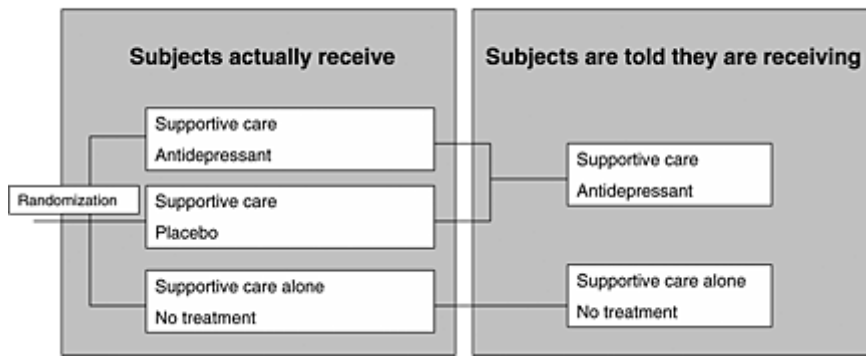 Subjects actually receive
Subjects are told they are receiving
Supportive care
Antidepressant
Randomization
Supportive care
Placebo
Supportive care alone
No treatment
Supportive care
Antidepressant
Supportive care alone
No treatment